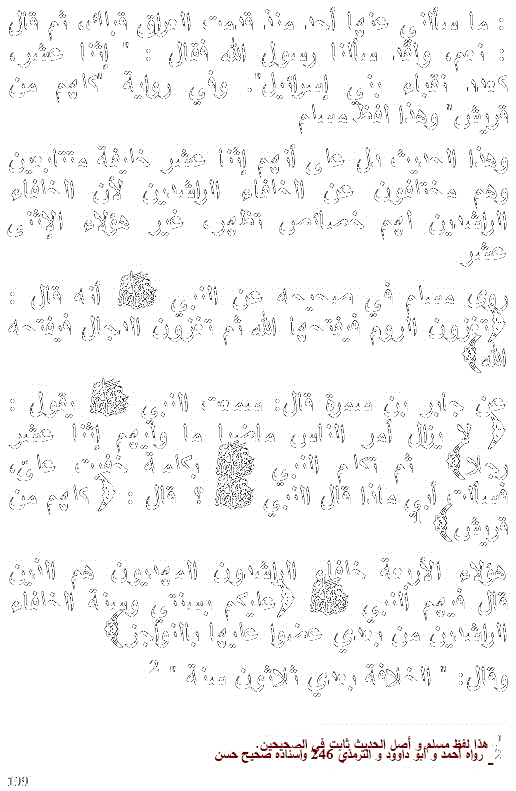 : ما سألني عنها أحد منذ قدمت العراق قبلك، ثم قال
: نعم، ولقد سألنا رسول الله فقال : " إثنا عشر،
كعدد نقباء بني إسرائيل". وفي رواية "كلهم من
قريش" وهذا لفظ مسلم
وهذا الحديث دل على أنهم إثنا عشر خليفة متتابعين
وهم مختلفون عن الخلفاء الراشدين لأن الخلفاء
الراشدين لهم خصائص تظهر، غير هؤلاء الإثنى
عشر
روى مسلم في صحيحه عن النبي ﷺ أنه قال :
﴿تغزون الروم فيفتحها الله ثم تغزون الدجال فيفتحه
الله﴾
عن جابر بن سمرة قال: سمعت النبي ﷺ يقول :
﴿ لا يزال أمر الناس ماضيا ما وليهم إثنا عشر
رجلا﴾ ثم تكلم النبي ﷺ بكلمة خفيت علي،
فسألت أبي ماذا قال النبي ﷺ ؟ قال : ﴿ كلهم من
قريش﴾
هؤلاء الأربعة خلفاء الراشدون المهديون هم الذين
قال فيهم النبي ﷺ ﴿عليكم بسنتي وسنة الخلفاء
الراشدين من بعدي عضوا عليها بالنواجز﴾
وقال: " الخلافة بعدي ثلاثون سنة " 2
1 هذا لفظ مسلم و أصل الحديث ثابت في الصحيحين.
2 رواه أحمد و أبو داوود و الترمذي 246 وأسناده صحيح حسن
199